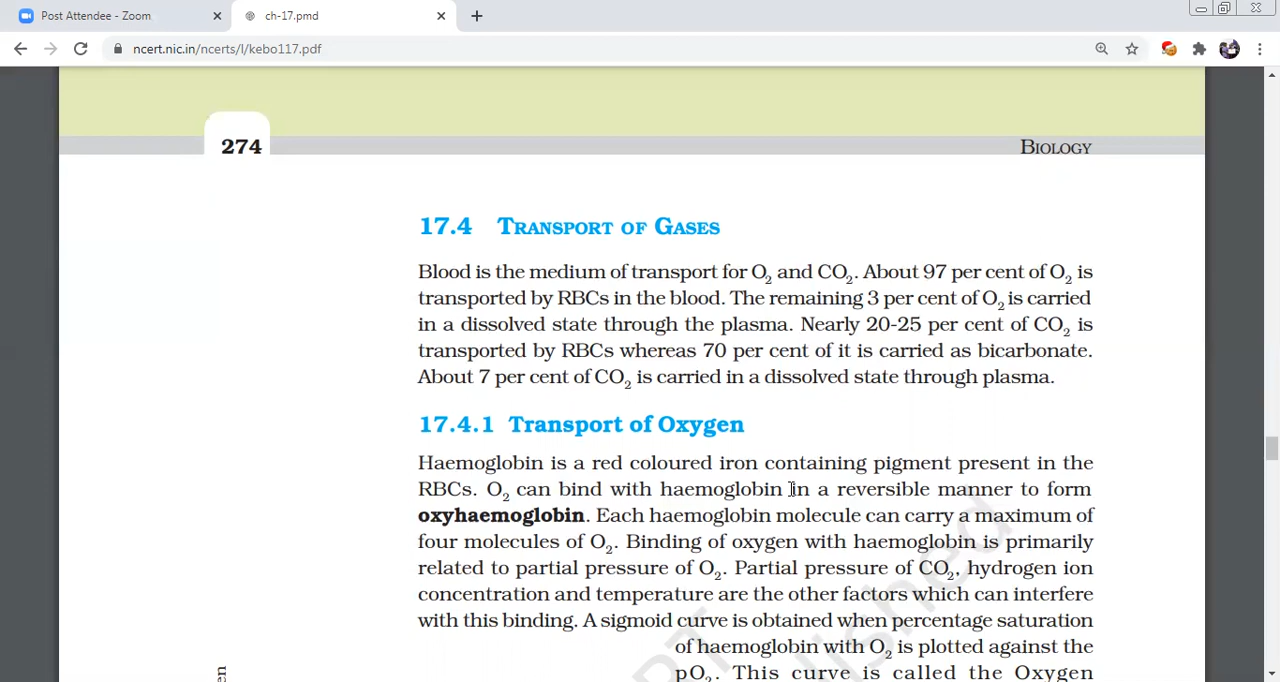 Post Attendee - Zoom
ch-17.pmd
ncert.nic.in/ncerts/l/kebo117.pdf
274
BIOLOGY
17.4 TRANSPORT OF GASES
Blood is the medium of transport for O₂ and CO₂. About 97 per cent of O₂ is
transported by RBCs in the blood. The remaining 3 per cent of O₂ is carried
in a dissolved state through the plasma. Nearly 20-25 per cent of CO₂ is
transported by RBCs whereas 70 per cent of it is carried as bicarbonate.
About 7 per cent of CO₂ is carried in a dissolved state through plasma.
17.4.1 Transport of Oxygen
Haemoglobin is a red coloured iron containing pigment present in the
RBCs. O₂ can bind with haemoglobin in a reversible manner to form
oxyhaemoglobin. Each haemoglobin molecule can carry a maximum of
four molecules of O₂. Binding of oxygen with haemoglobin is primarily
related to partial pressure of O₂. Partial pressure of CO₂, hydrogen ion
concentration and temperature are the other factors which can interfere
with this binding. A sigmoid curve is obtained when percentage saturation
of haemoglobin with O₂ is plotted against the
pO₂. This curve is called the Oxygen